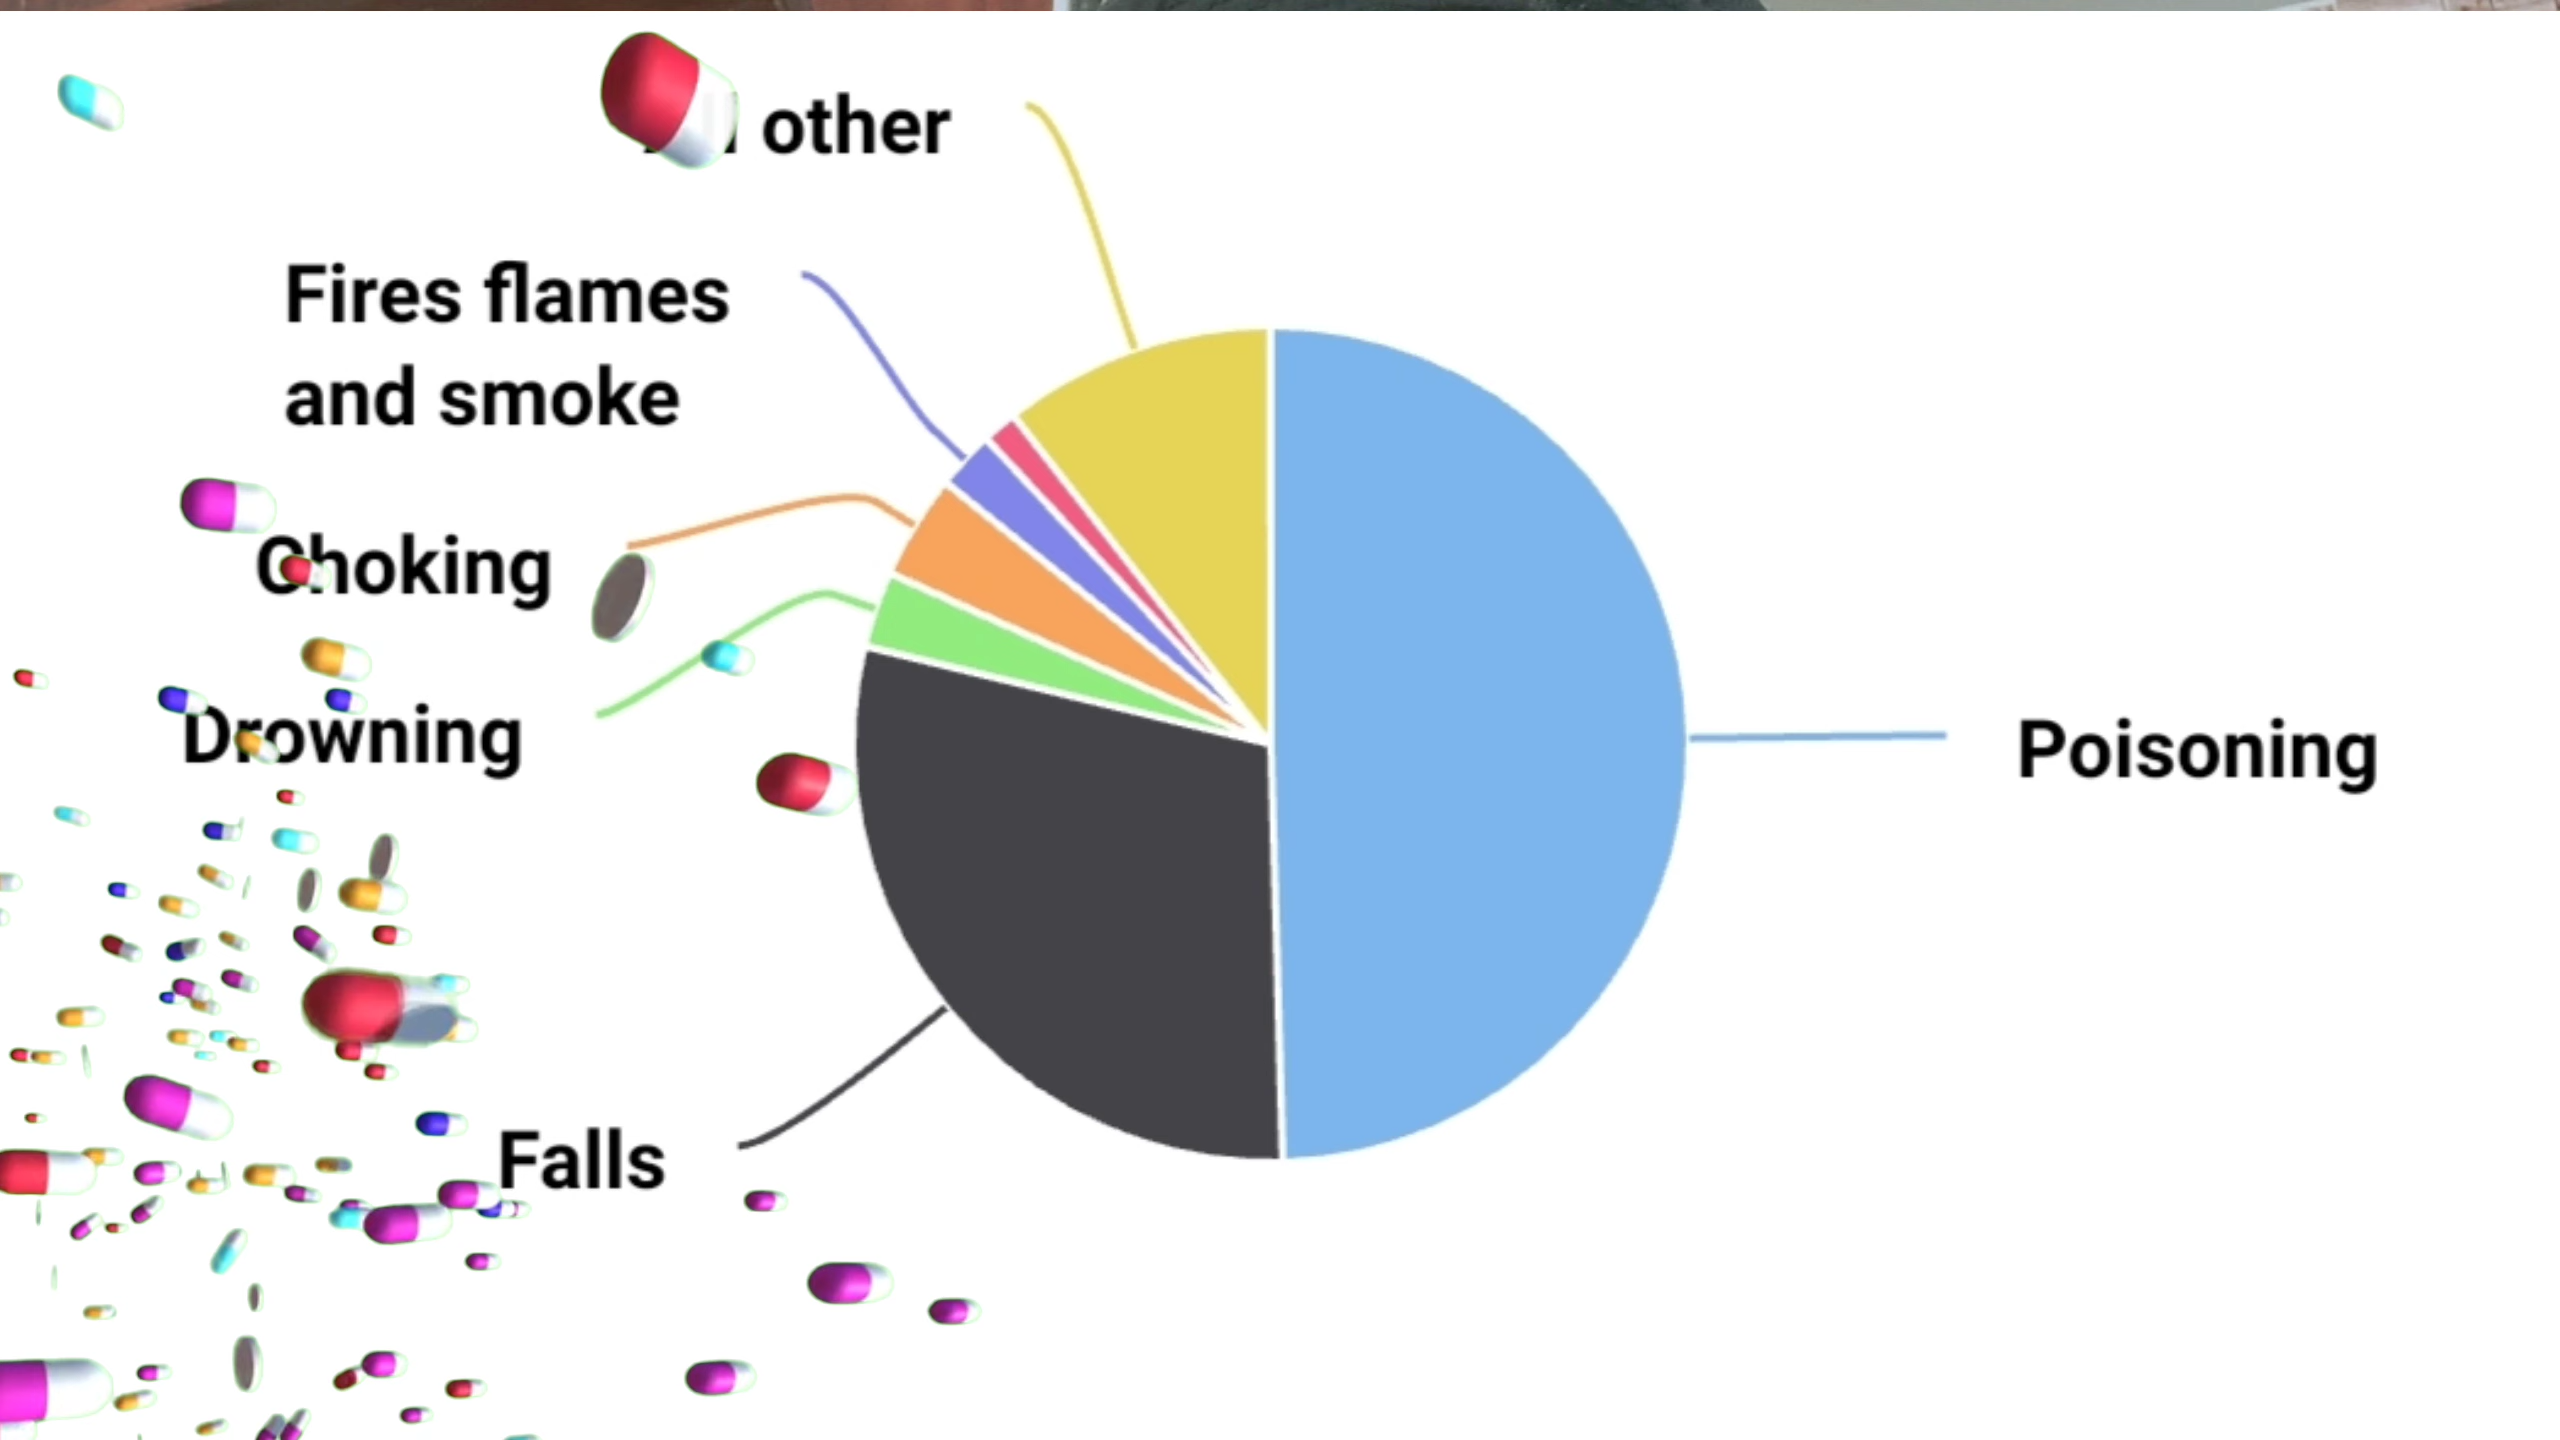 other
Fires flames
and smoke
Choking
Drowning
Poisoning
Falls